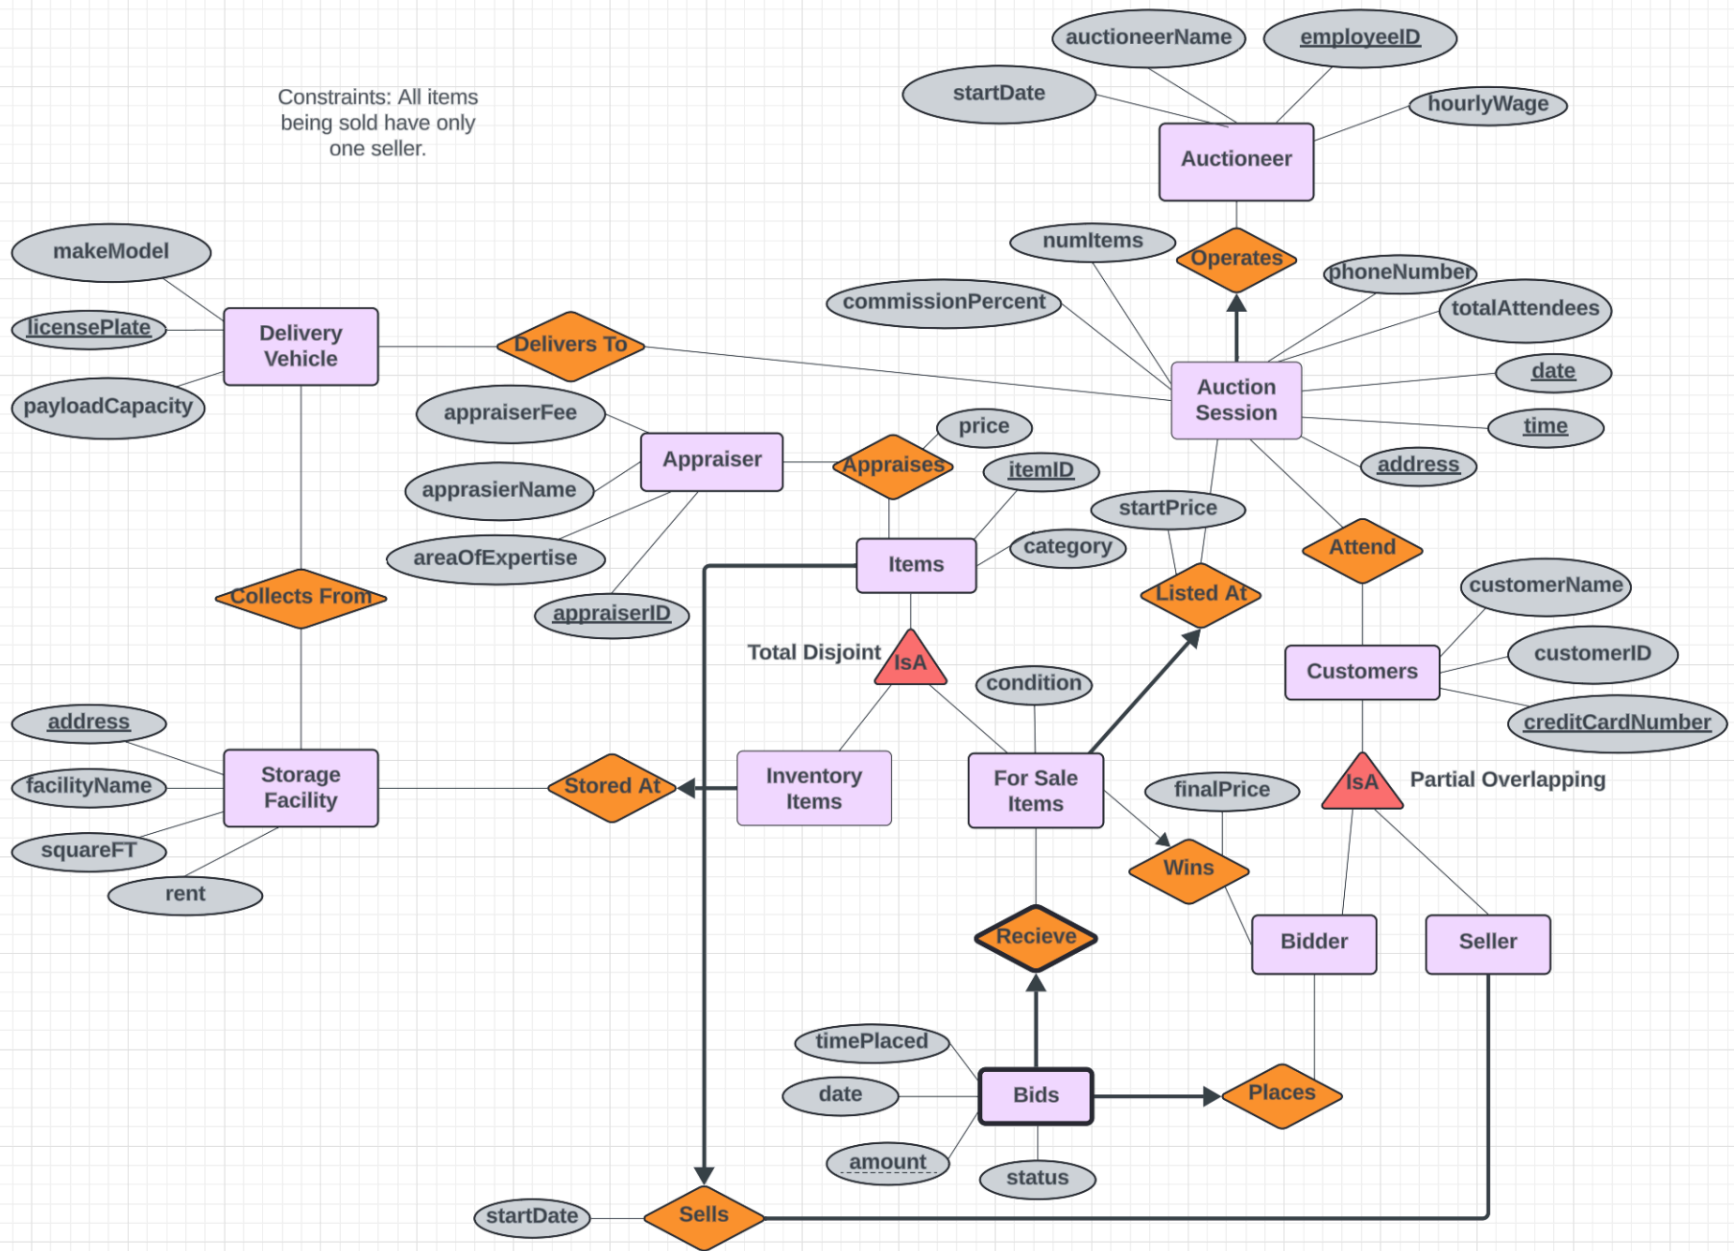 auctioneerName
employeeID
startDate
hourlyWage
Constraints: All items
being sold have only
one seller.
Auctioneer
makeModel
numItems
Operates
phoneNumber
commissionPercent
totalAttendees
licensePlate
Delivery
Vehicle
Delivers To
date
Auction
Session
payloadCapacity
appraiserFee
price
time
Appraiser
Appraises
itemID
address
apprasierName
startPrice
areaOfExpertise
Items
category
Attend
Collects From
appraiserID
Listed At
customerName
Total Disjoint
IsA
customerID
Customers
condition
address
creditCardNumber
Storage
Facility
facilityName
Stored At
Inventory
Items
For Sale
Items
finalPrice
IsA
Partial Overlapping
squareFT
Wins
rent
Recieve
Bidder
Seller
timePlaced
date
Bids
Places
amount
status
startDate
Sells